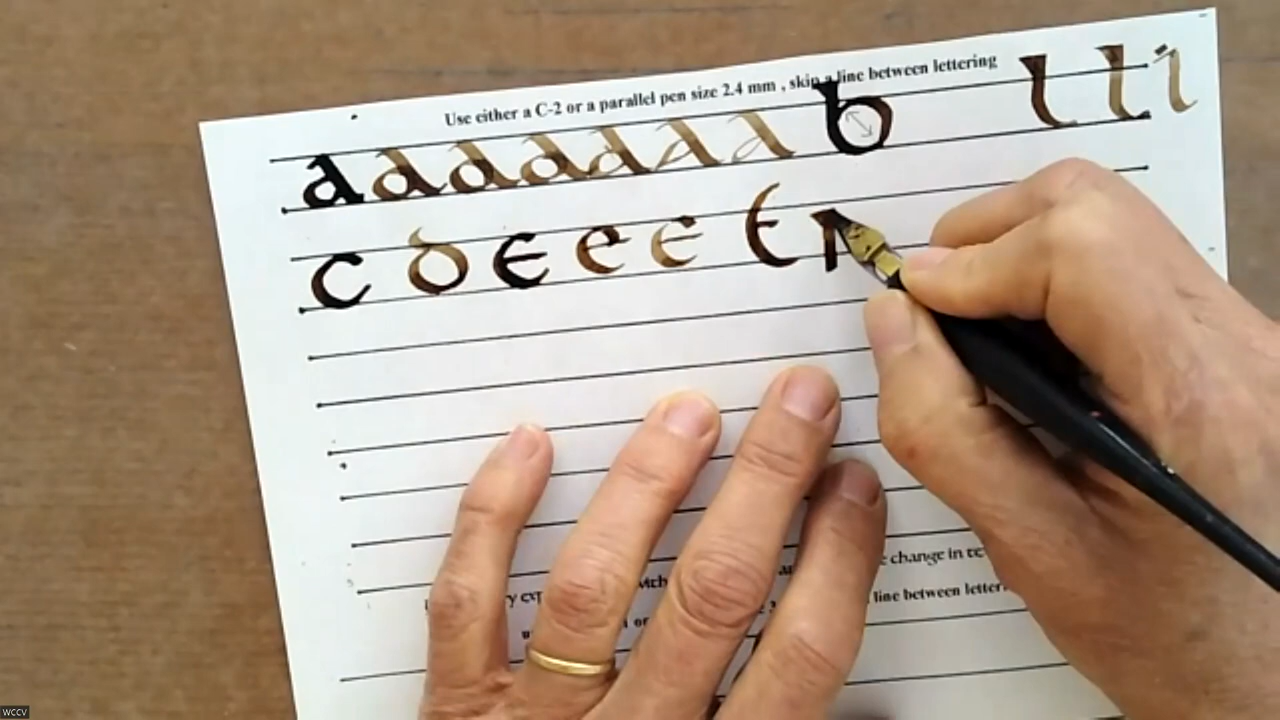 Use either a C-2 or a parallel pen size 2.4 mm , skip a line between lettering
a a a a a a a b l l i
c d e e e t
change in
line between
WCCV